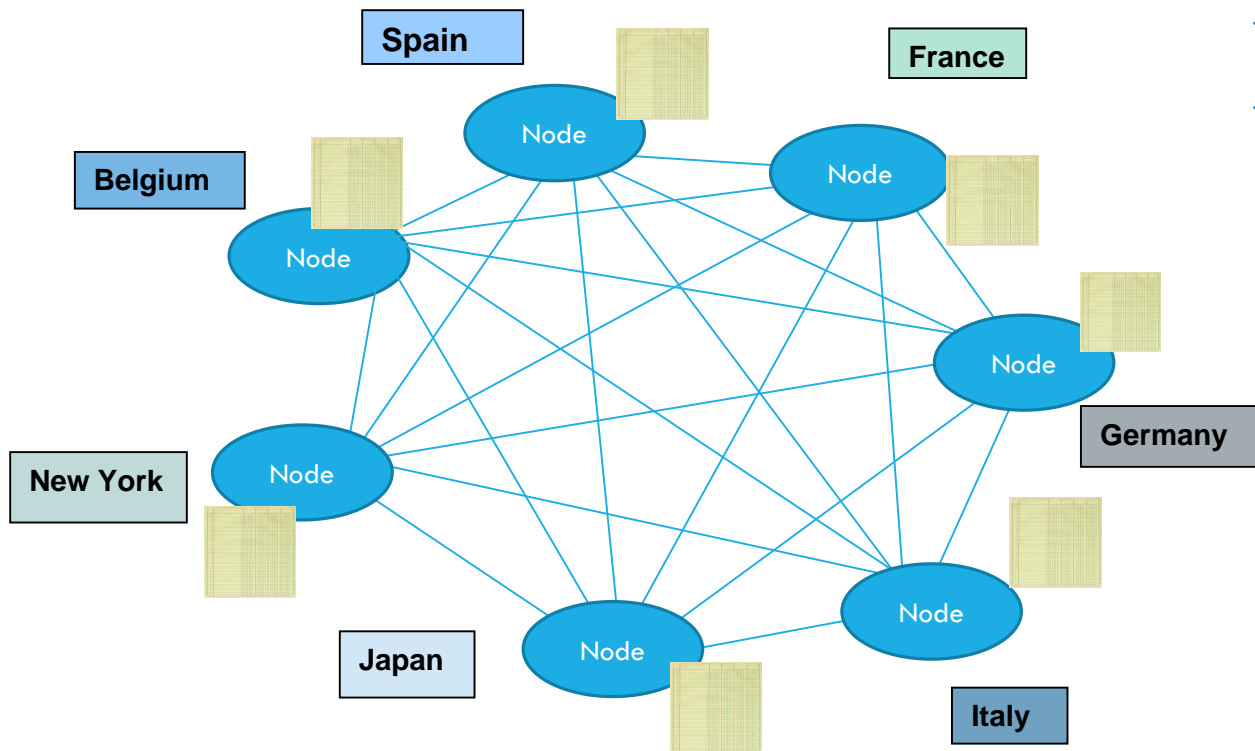 Spain
France
Node
Node
Belgium
Node
Node
Germany
New York
Node
Node
Node
Japan
Italy